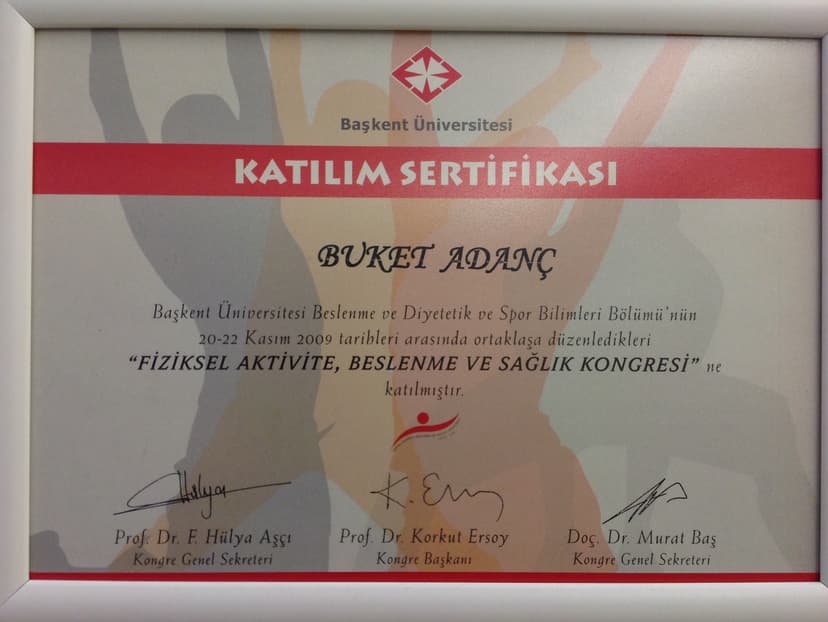 Başkent Üniversitesi
KATILIM SERTİFİKASI
BUKET ADANÇ
Başkent Üniversitesi Beslenme ve Diyetetik ve Spor Bilimleri Bölümü'nün
20-22 Kasım 2009 tarihleri arasında ortaklaşa düzenledikleri
"FİZİKSEL AKTİVİTE, BESLENME VE SAĞLIK KONGRESİ" ne
katılmıştır.
Hülya
K. Ersoy
Prof. Dr. F. Hülya Aşçı
Prof. Dr. Korkut Ersoy
Doç. Dr. Murat Baş
Kongre Genel Sekreteri
Kongre Başkanı
Kongre Genel Sekreteri